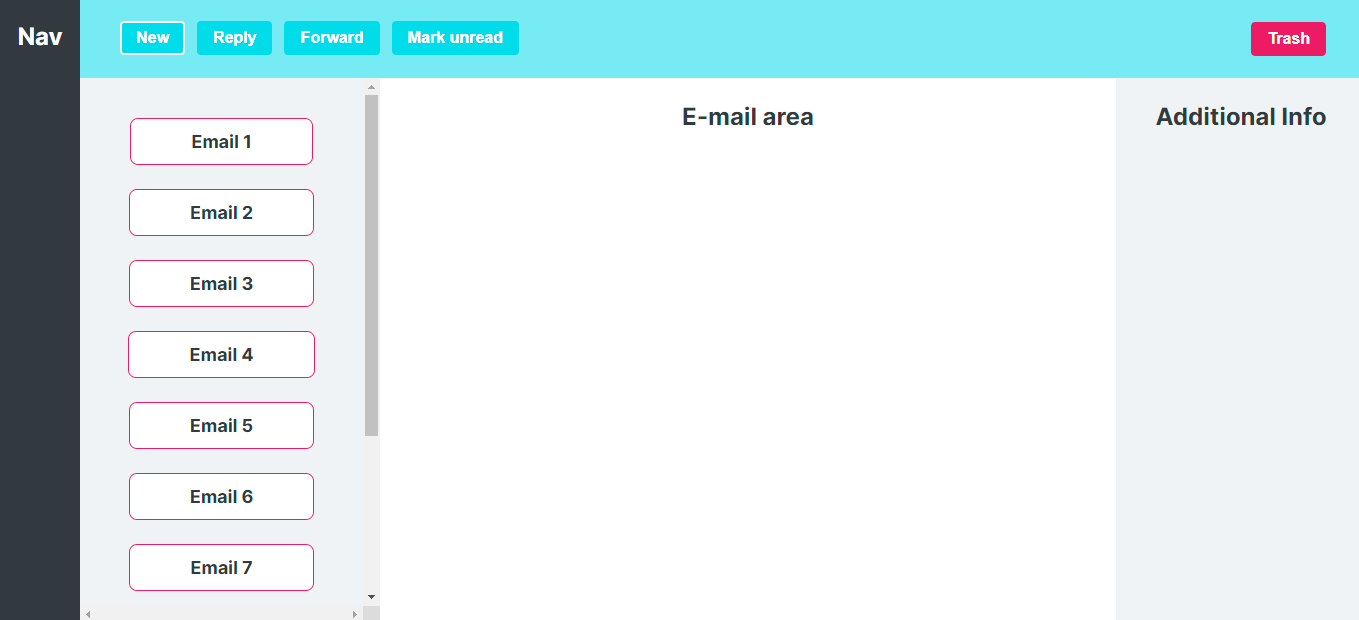 Nav
New
Reply
Forward
Mark unread
Trash
Email 1
Email 2
Email 3
Email 4
Email 5
Email 6
Email 7
E-mail area
Additional Info